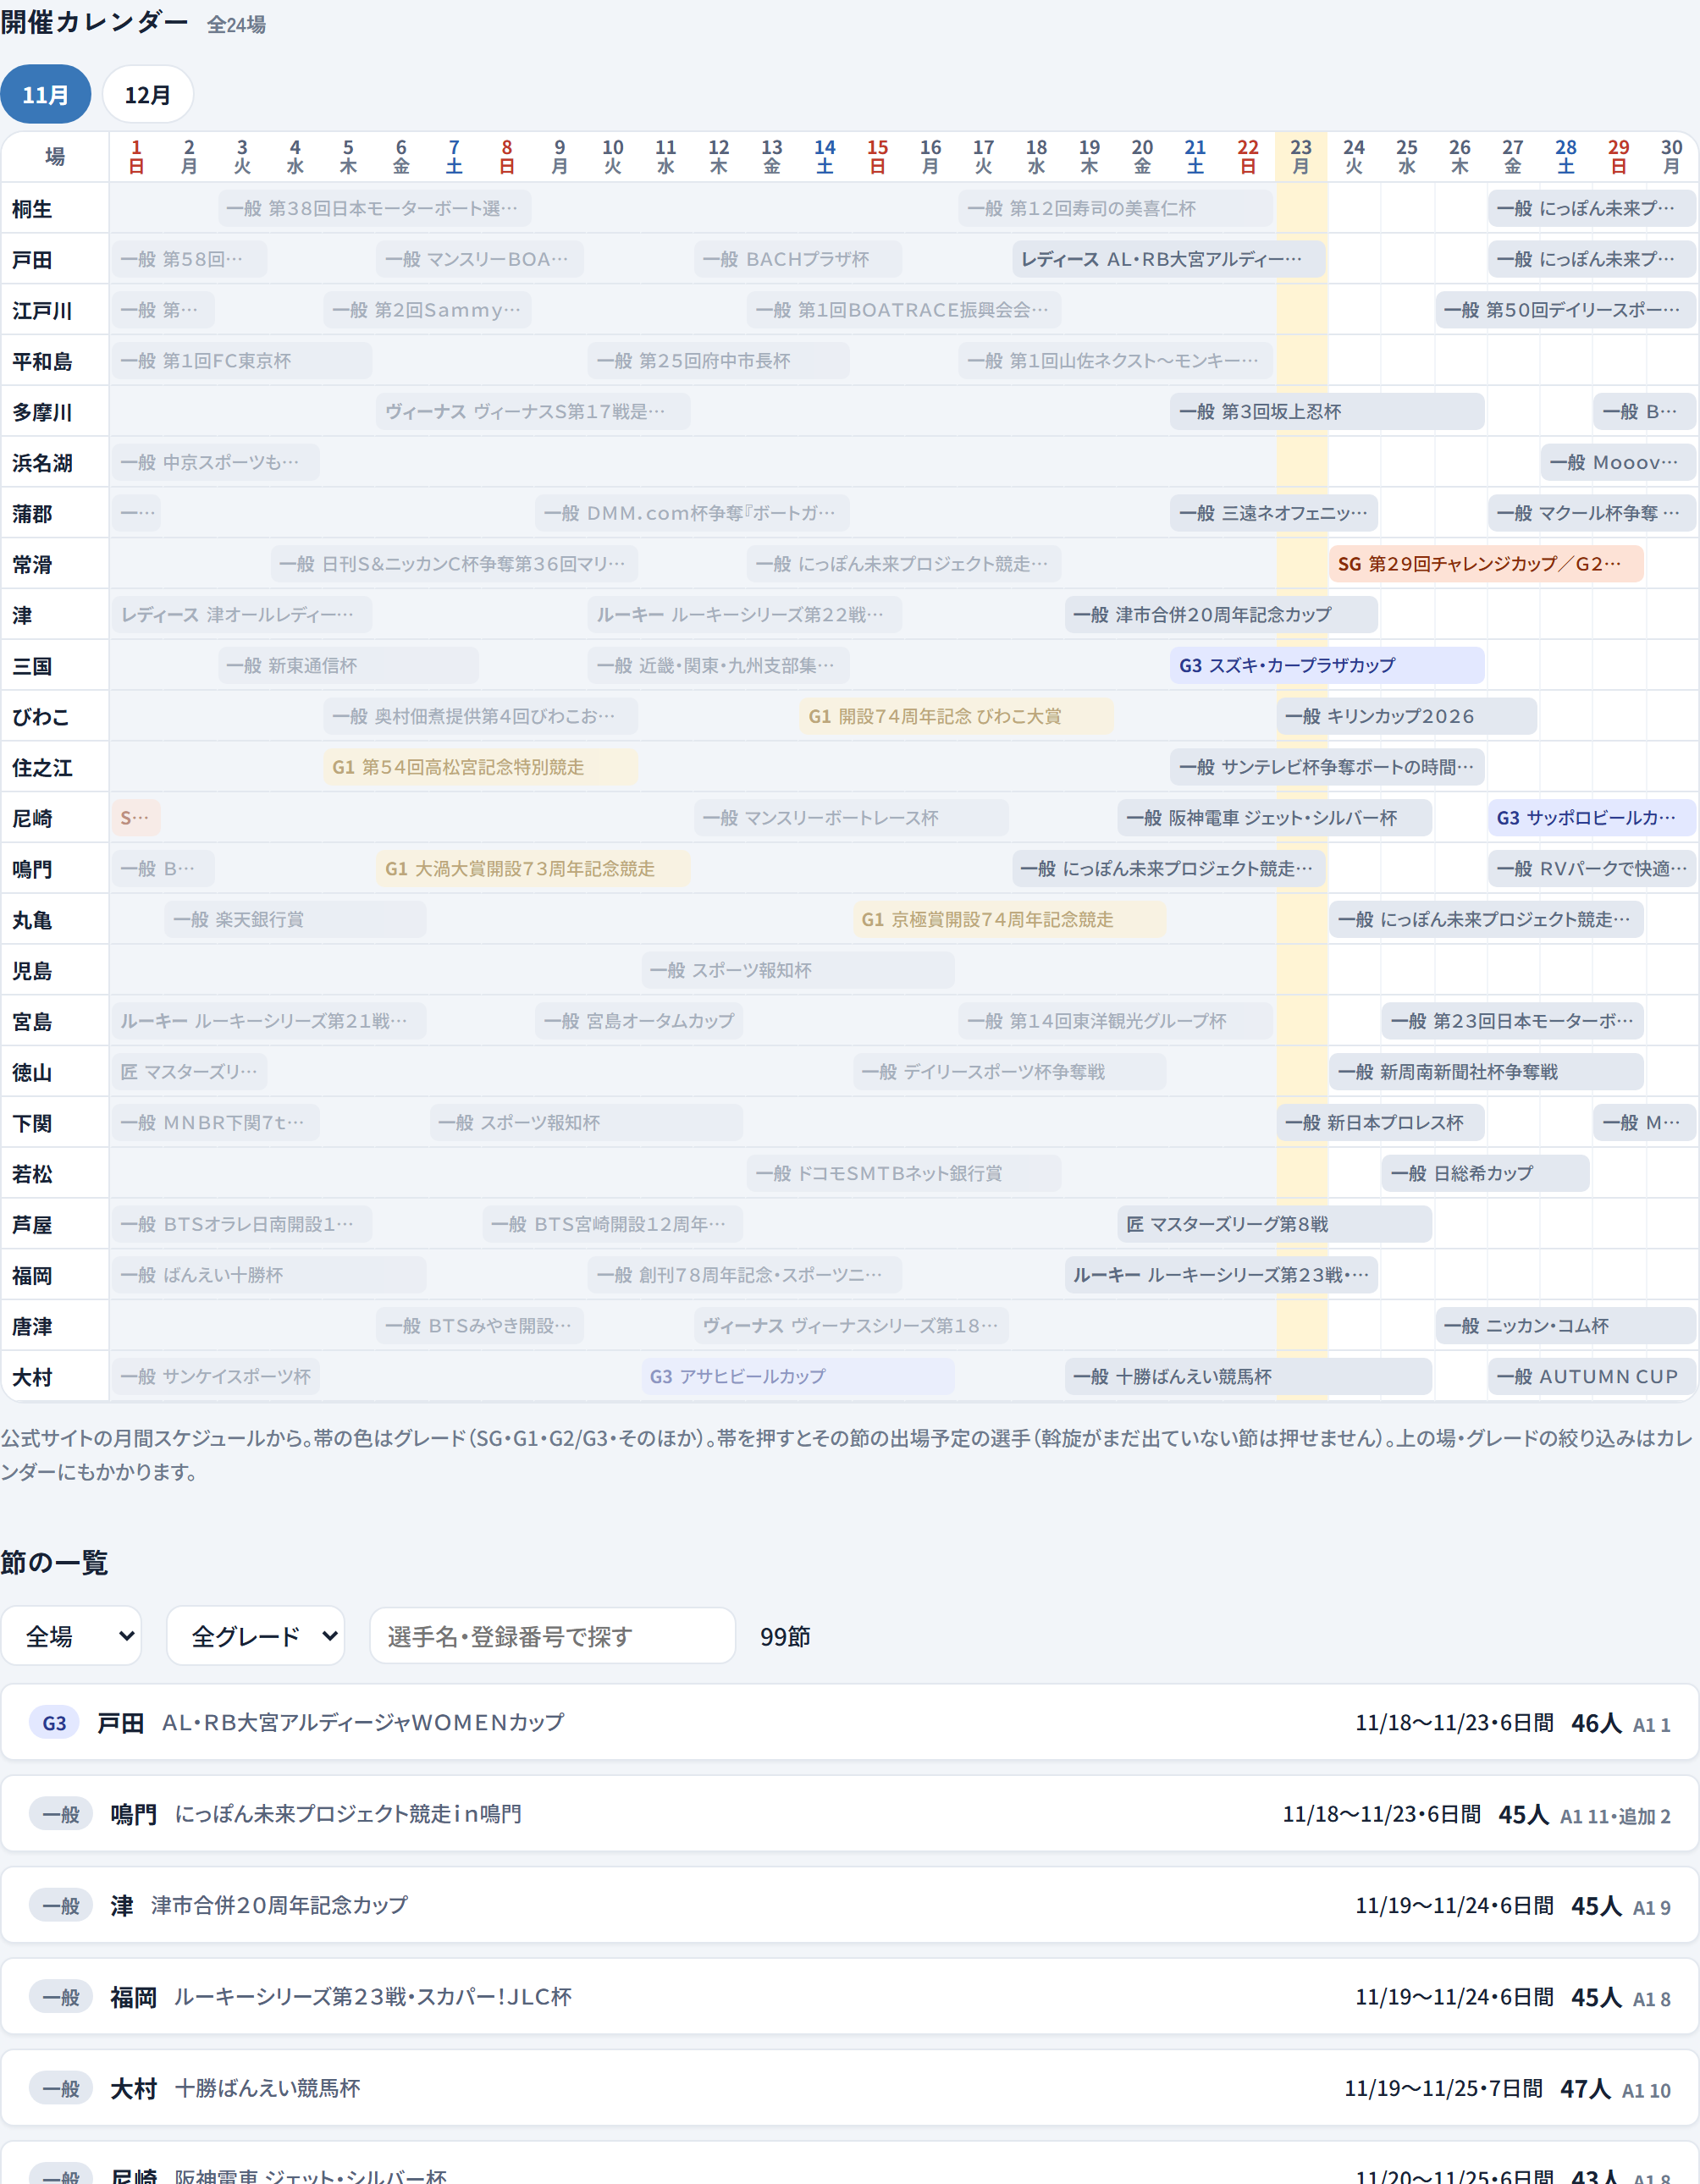 開催カレンダー 全24場
11月 12月
場 1 2 3 4 5 6 7 8 9 10 11 12 13 14 15 16 17 18 19 20 21 22 23 24 25 26 27 28 29 30
日 月 火 水 木 金 土 日 月 火 水 木 金 土 日 月 火 水 木 金 土 日 月 火 水 木 金 土 日 月
桐生 一般 第38回日本モーターボート選… 一般 第12回寿司の美喜仁杯 一般 にっぽん未来プ…
戸田 一般 第58回… 一般 マンスリーBOA… 一般 BACHプラザ杯 レディース AL・RB大宮アルディー… 一般 にっぽん未来プ…
江戸川 一般 第… 一般 第2回Sammy… 一般 第1回BOATRACE振興会会… 一般 第50回デイリースポー…
平和島 一般 第1回FC東京杯 一般 第25回府中市長杯 一般 第1回山佐ネクスト～モンキー…
多摩川 ヴィーナス ヴィーナスS第17戦是… 一般 第3回坂上忍杯 一般 B…
浜名湖 一般 中京スポーツも… 一般 Mooov…
蒲郡 一… 一般 DMM.com杯争奪『ボートガ… 一般 三遠ネオフェニッ… 一般 マクール杯争奪 …
常滑 一般 日刊S＆ニッカンC杯争奪第36回マリ… 一般 にっぽん未来プロジェクト競走… SG 第29回チャレンジカップ／G2…
津 レディース 津オールレディー… ルーキー ルーキーシリーズ第22戦… 一般 津市合併20周年記念カップ
三国 一般 新東通信杯 一般 近畿・関東・九州支部集… G3 スズキ・カープラザカップ
びわこ 一般 奥村佃煮提供第4回びわこお… G1 開設74周年記念 びわこ大賞 一般 キリンカップ2026
住之江 G1 第54回高松宮記念特別競走 一般 サンテレビ杯争奪ボートの時間…
尼崎 S… 一般 マンスリーボートレース杯 一般 阪神電車 ジェット・シルバー杯 G3 サッポロビールカ…
鳴門 一般 B… G1 大渦大賞開設73周年記念競走 一般 にっぽん未来プロジェクト競走… 一般 RVパークで快適…
丸亀 一般 楽天銀行賞 G1 京極賞開設74周年記念競走 一般 にっぽん未来プロジェクト競走…
児島 一般 スポーツ報知杯
宮島 ルーキー ルーキーシリーズ第21戦… 一般 宮島オータムカップ 一般 第14回東洋観光グループ杯 一般 第23回日本モーターボ…
徳山 匠 マスターズリ… 一般 デイリースポーツ杯争奪戦 一般 新周南新聞社杯争奪戦
下関 一般 MNBR下関7t… 一般 スポーツ報知杯 一般 新日本プロレス杯 一般 M…
若松 一般 ドコモSMTBネット銀行賞 一般 日総希カップ
芦屋 一般 BTSオラレ日南開設1… 一般 BTS宮崎開設12周年… 匠 マスターズリーグ第8戦
福岡 一般 ばんえい十勝杯 一般 創刊78周年記念・スポーツニ… ルーキー ルーキーシリーズ第23戦・…
唐津 一般 BTSみやき開設… ヴィーナス ヴィーナスシリーズ第18… 一般 ニッカン・コム杯
大村 一般 サンケイスポーツ杯 G3 アサヒビールカップ 一般 十勝ばんえい競馬杯 一般 AUTUMN CUP
公式サイトの月間スケジュールから。帯の色はグレード（SG・G1・G2/G3・そのほか）。帯を押すとその節の出場予定の選手（斡旋がまだ出ていない節は押せません）。上の場・グレードの絞り込みはカレ
ンダーにもかかります。
節の一覧
全場 全グレード 選手名・登録番号で探す 99節
G3 戸田 AL・RB大宮アルディージャWOMENカップ 11/18～11/23・6日間 46人 A1 1
一般 鳴門 にっぽん未来プロジェクト競走in鳴門 11/18～11/23・6日間 45人 A1 11・追加 2
一般 津 津市合併20周年記念カップ 11/19～11/24・6日間 45人 A1 9
一般 福岡 ルーキーシリーズ第23戦・スカパー！JLC杯 11/19～11/24・6日間 45人 A1 8
一般 大村 十勝ばんえい競馬杯 11/19～11/25・7日間 47人 A1 10
一般 尼崎 阪神電車 ジェット・シルバー杯 11/20～11/25・6日間 43人 A1 8